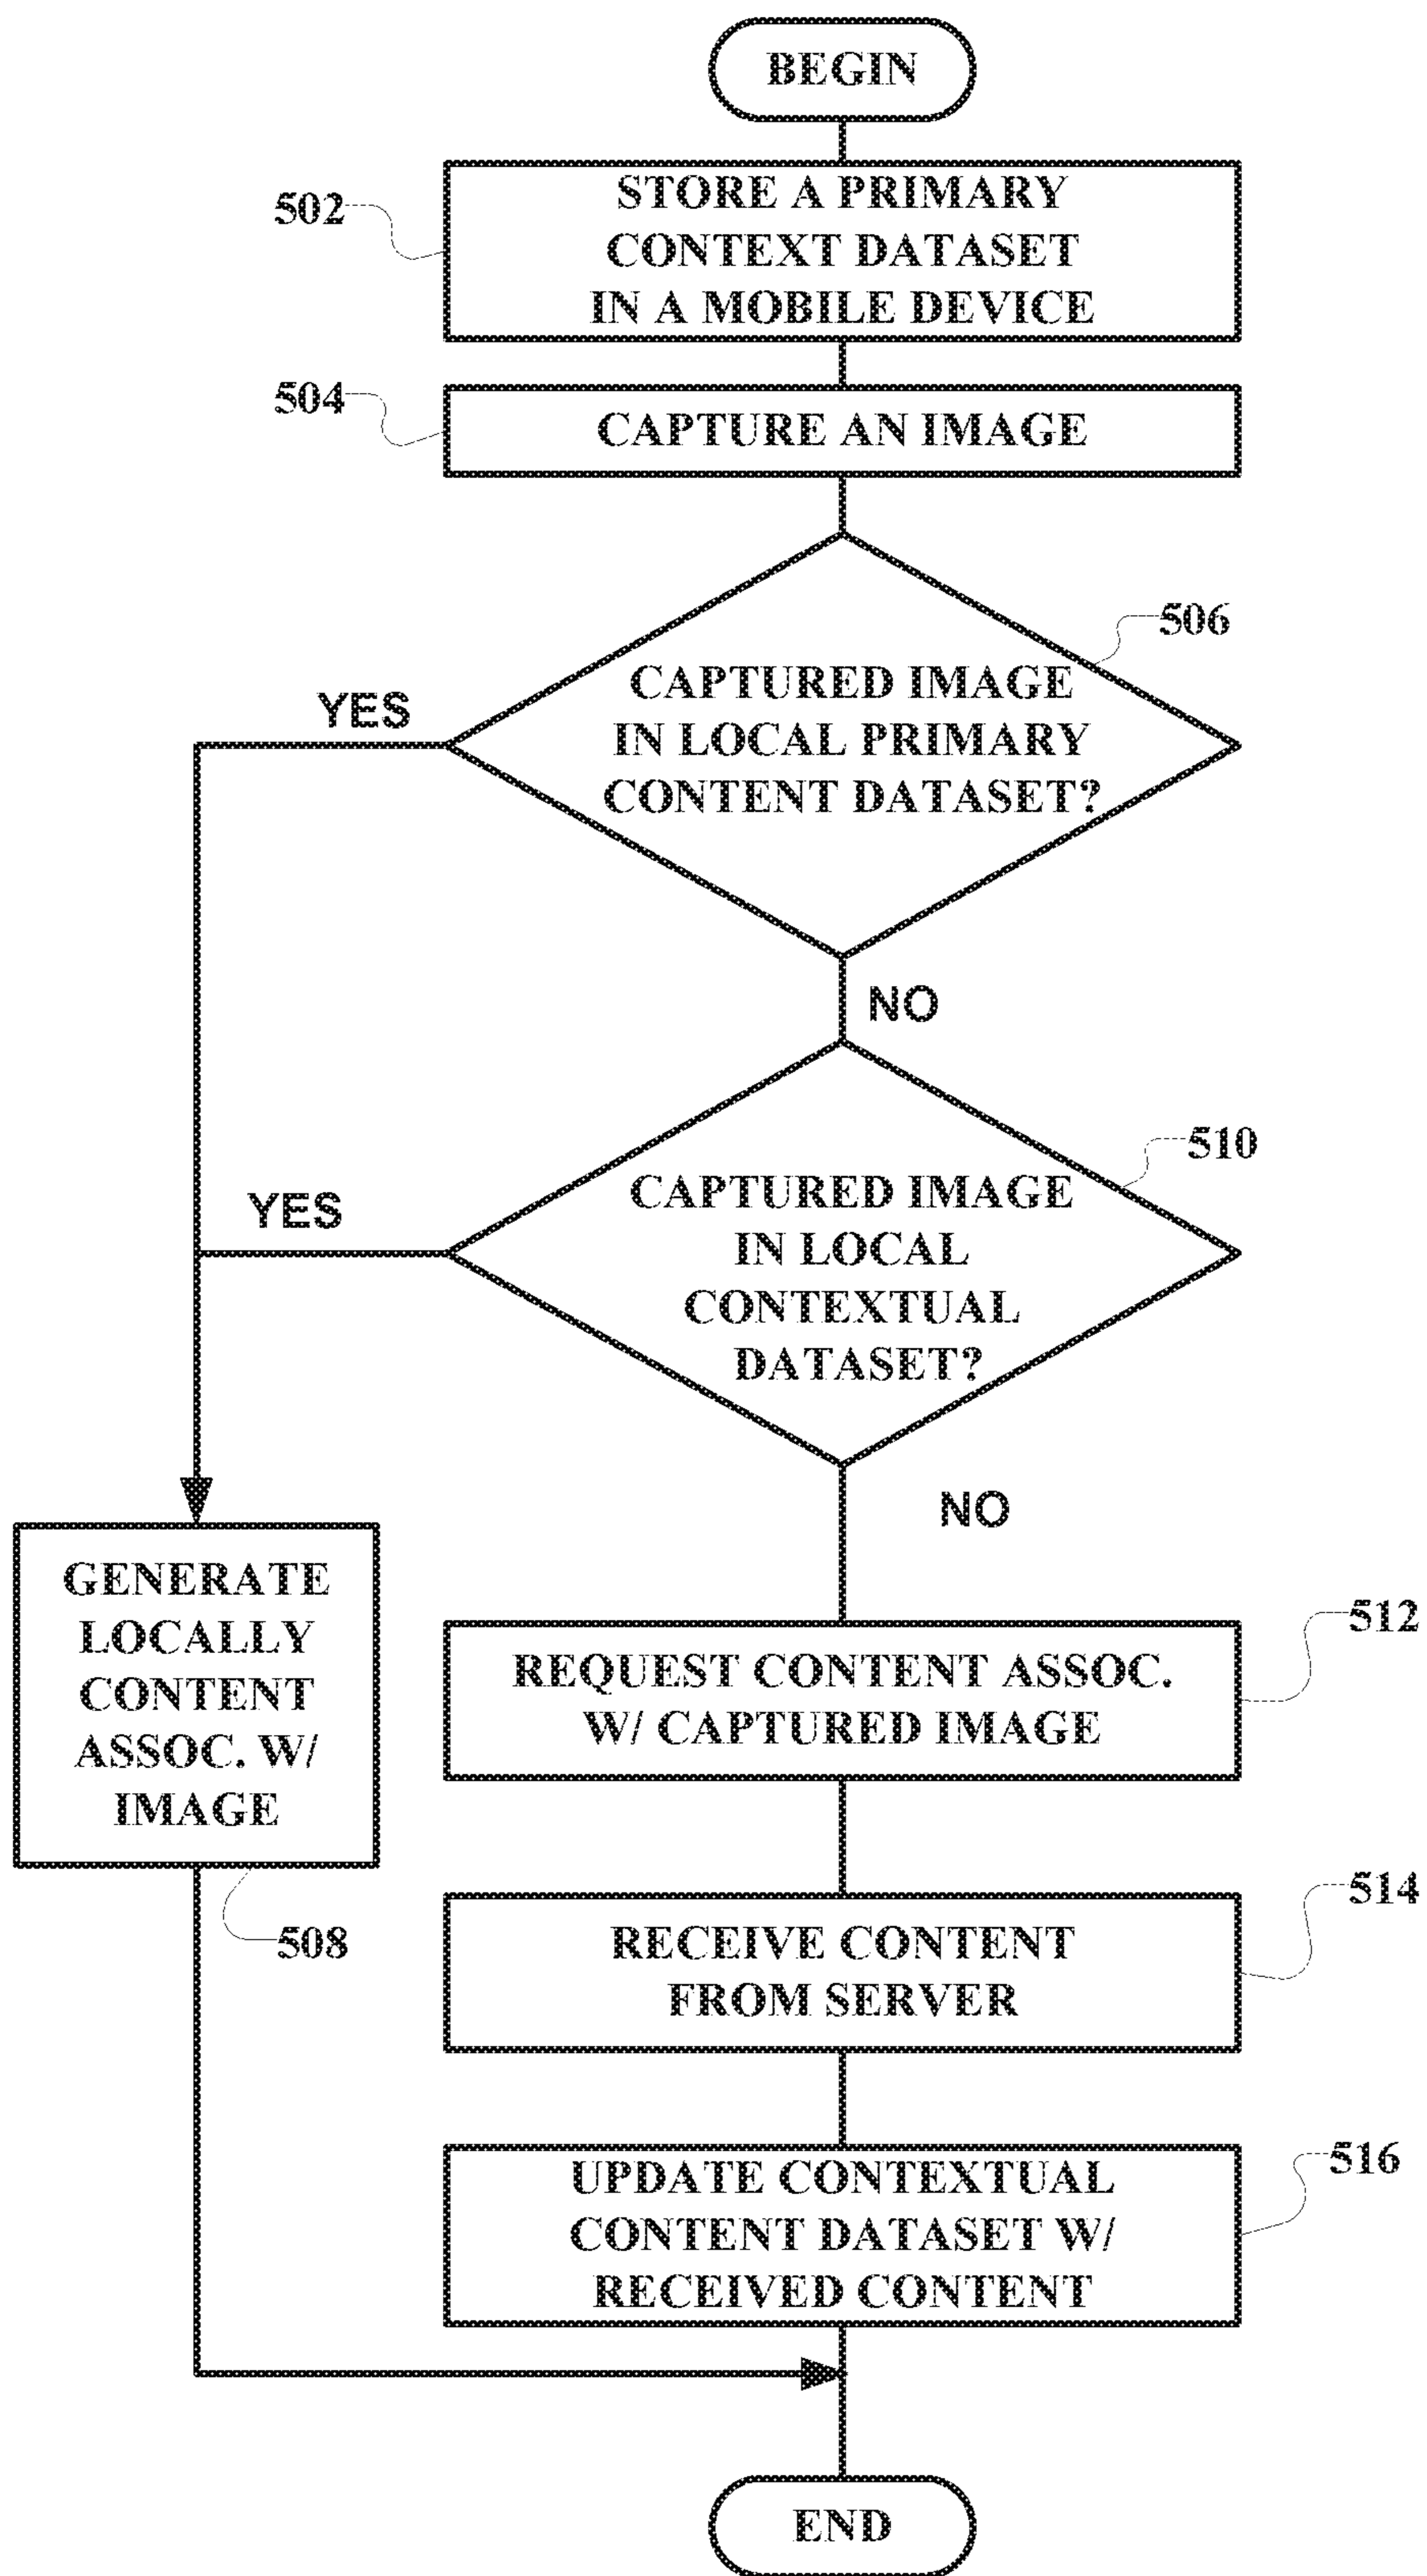 BEGIN
502
STORE A PRIMARY
CONTEXT DATASET
IN A MOBILE DEVICE
504
CAPTURE AN IMAGE
506
CAPTURED IMAGE
IN LOCAL PRIMARY
CONTENT DATASET?
YES
NO
510
CAPTURED IMAGE
IN LOCAL
CONTEXTUAL
DATASET?
YES
NO
GENERATE
LOCALLY
CONTENT
ASSOC. W/
IMAGE
508
512
REQUEST CONTENT ASSOC.
W/ CAPTURED IMAGE
514
RECEIVE CONTENT
FROM SERVER
516
UPDATE CONTEXTUAL
CONTENT DATASET W/
RECEIVED CONTENT
END